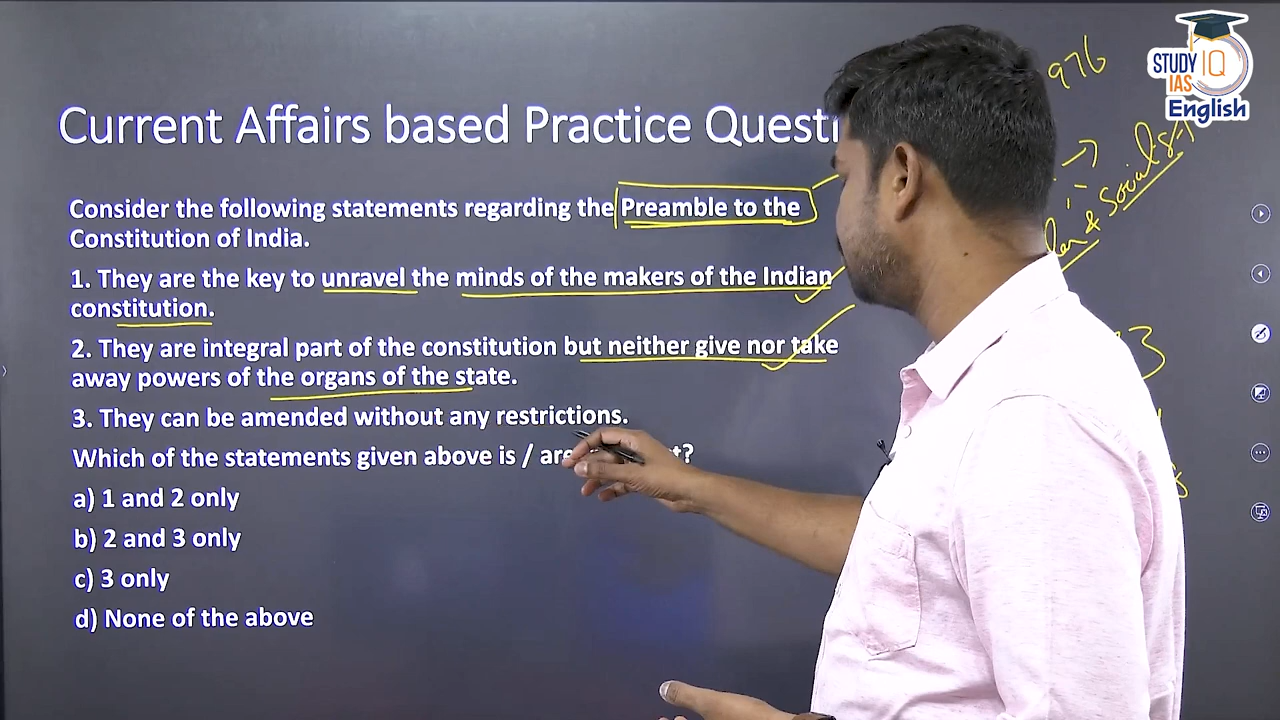 Current Affairs based Practice Questi
Consider the following statements regarding the Preamble to the
Constitution of India.
1. They are the key to unravel the minds of the makers of the Indian
constitution.
2. They are integral part of the constitution but neither give nor take
away powers of the organs of the state.
3. They can be amended without any restrictions.
Which of the statements given above is / are
a) 1 and 2 only
b) 2 and 3 only
c) 3 only
d) None of the above
976
& Socialist
3
STUDY IQ
IAS
English